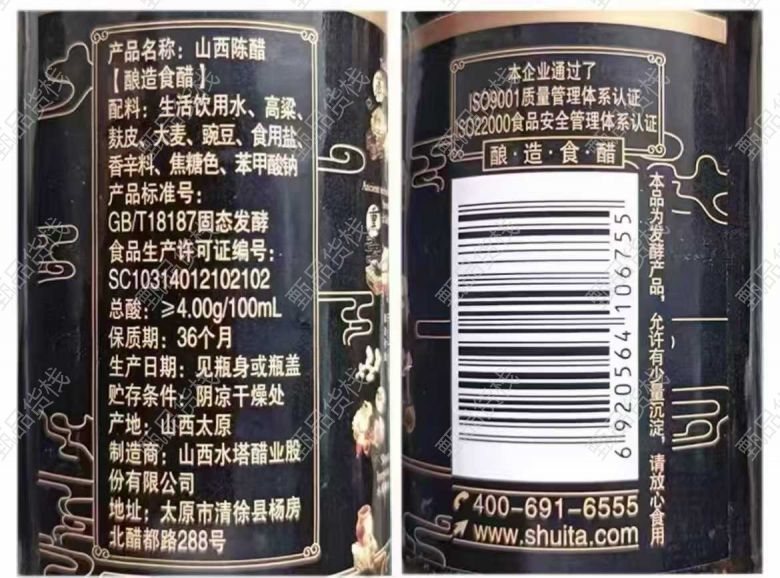 产品名称：山西陈醋
【酿造食醋】
配料：生活饮用水、高粱、
麸皮、大麦、豌豆、食用盐、
香辛料、焦糖色、苯甲酸钠
产品标准号：
GB/T18187固态发酵
食品生产许可证编号：
SC10314012102102
总酸：≥4.00g/100mL
保质期：36个月
生产日期：见瓶身或瓶盖
贮存条件：阴凉干燥处
产地：山西太原
制造商：山西水塔醋业股
份有限公司
地址：太原市清徐县杨房
北醋都路288号
本企业通过了
ISO9001质量管理体系认证
ISO22000食品安全管理体系认证
酿·造·食·醋
6920564106755
本品为发酵产品，允许有少量沉淀，请放心食用
400-691-6555
www.shuita.com
甄品货栈